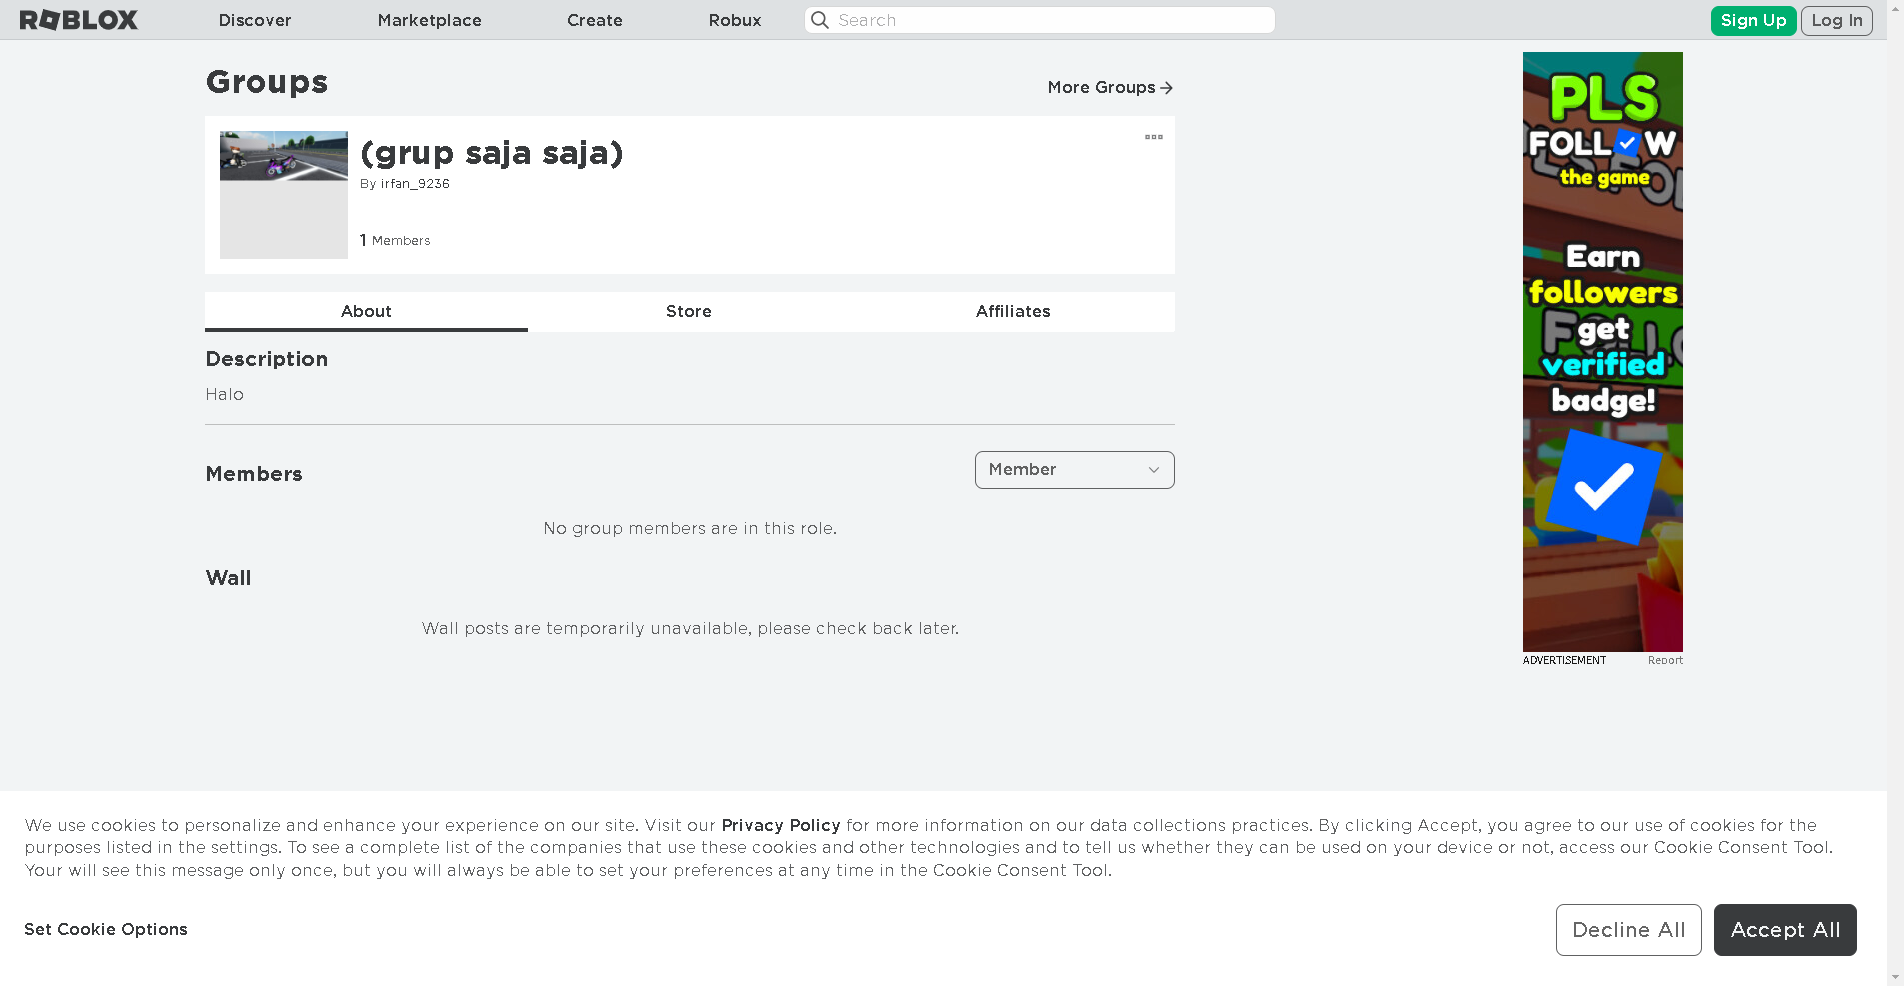 ROBLOX
Discover
Marketplace
Create
Robux
Search
Sign Up
Log In
Groups
More Groups
(grup saja saja)
By irfan_9236
1 Members
About
Store
Affiliates
Description
Halo
Members
Member
No group members are in this role.
Wall
Wall posts are temporarily unavailable, please check back later.
PLS
FOLLOW
the game
Earn
followers
get
verified
badge!
ADVERTISEMENT
Report
We use cookies to personalize and enhance your experience on our site. Visit our Privacy Policy for more information on our data collections practices. By clicking Accept, you agree to our use of cookies for the
purposes listed in the settings. To see a complete list of the companies that use these cookies and other technologies and to tell us whether they can be used on your device or not, access our Cookie Consent Tool.
Your will see this message only once, but you will always be able to set your preferences at any time in the Cookie Consent Tool.
Set Cookie Options
Decline All
Accept All